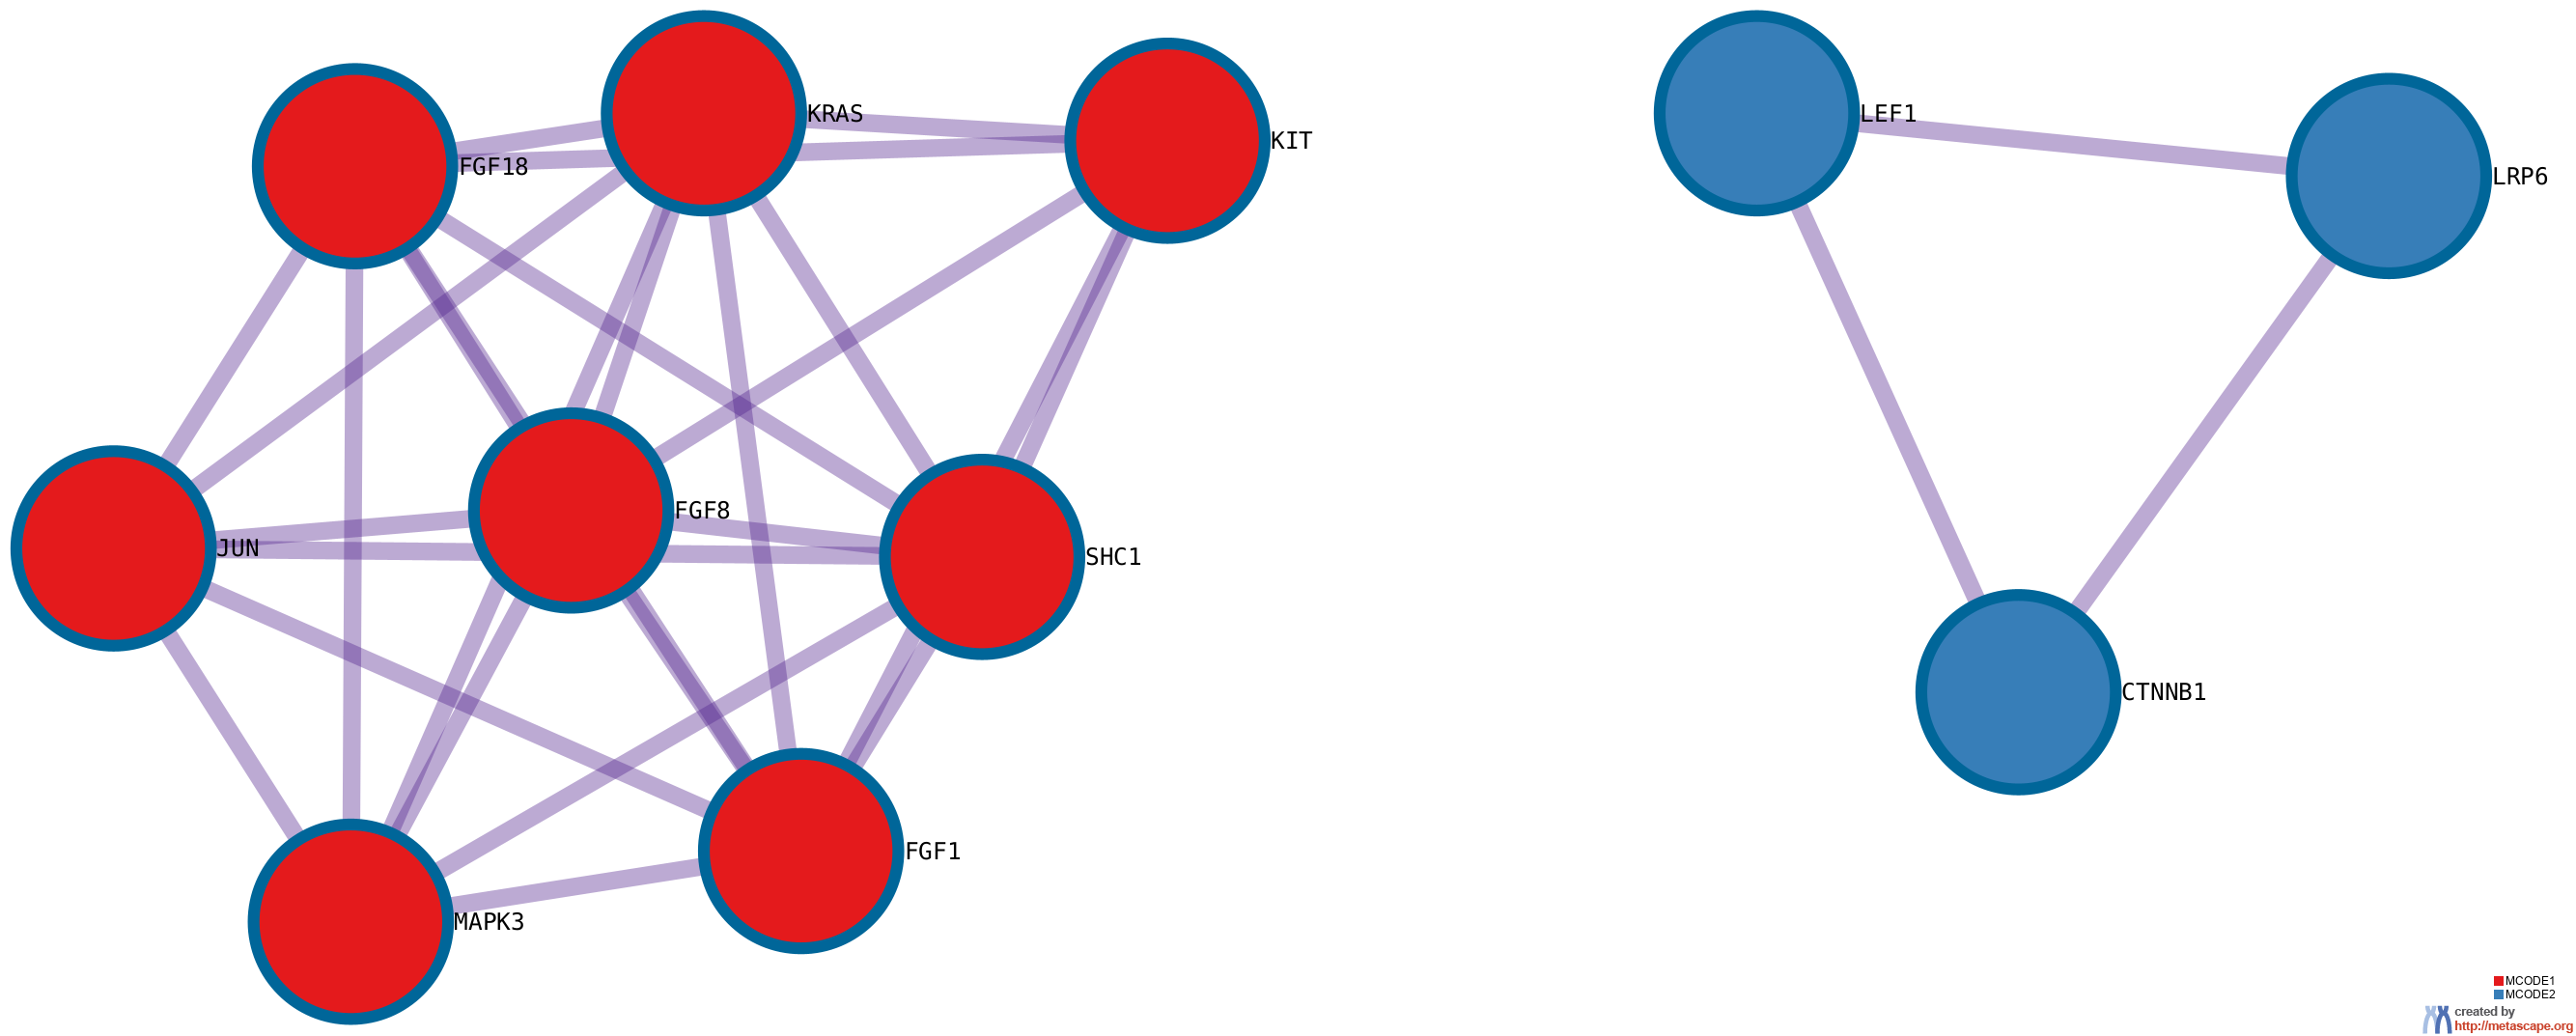 KRAS
KIT
FGF18
FGF8
JUN
SHC1
FGF1
MAPK3
LEF1
LRP6
CTNNB1
MCODE1
MCODE2
created by
http://metascape.org